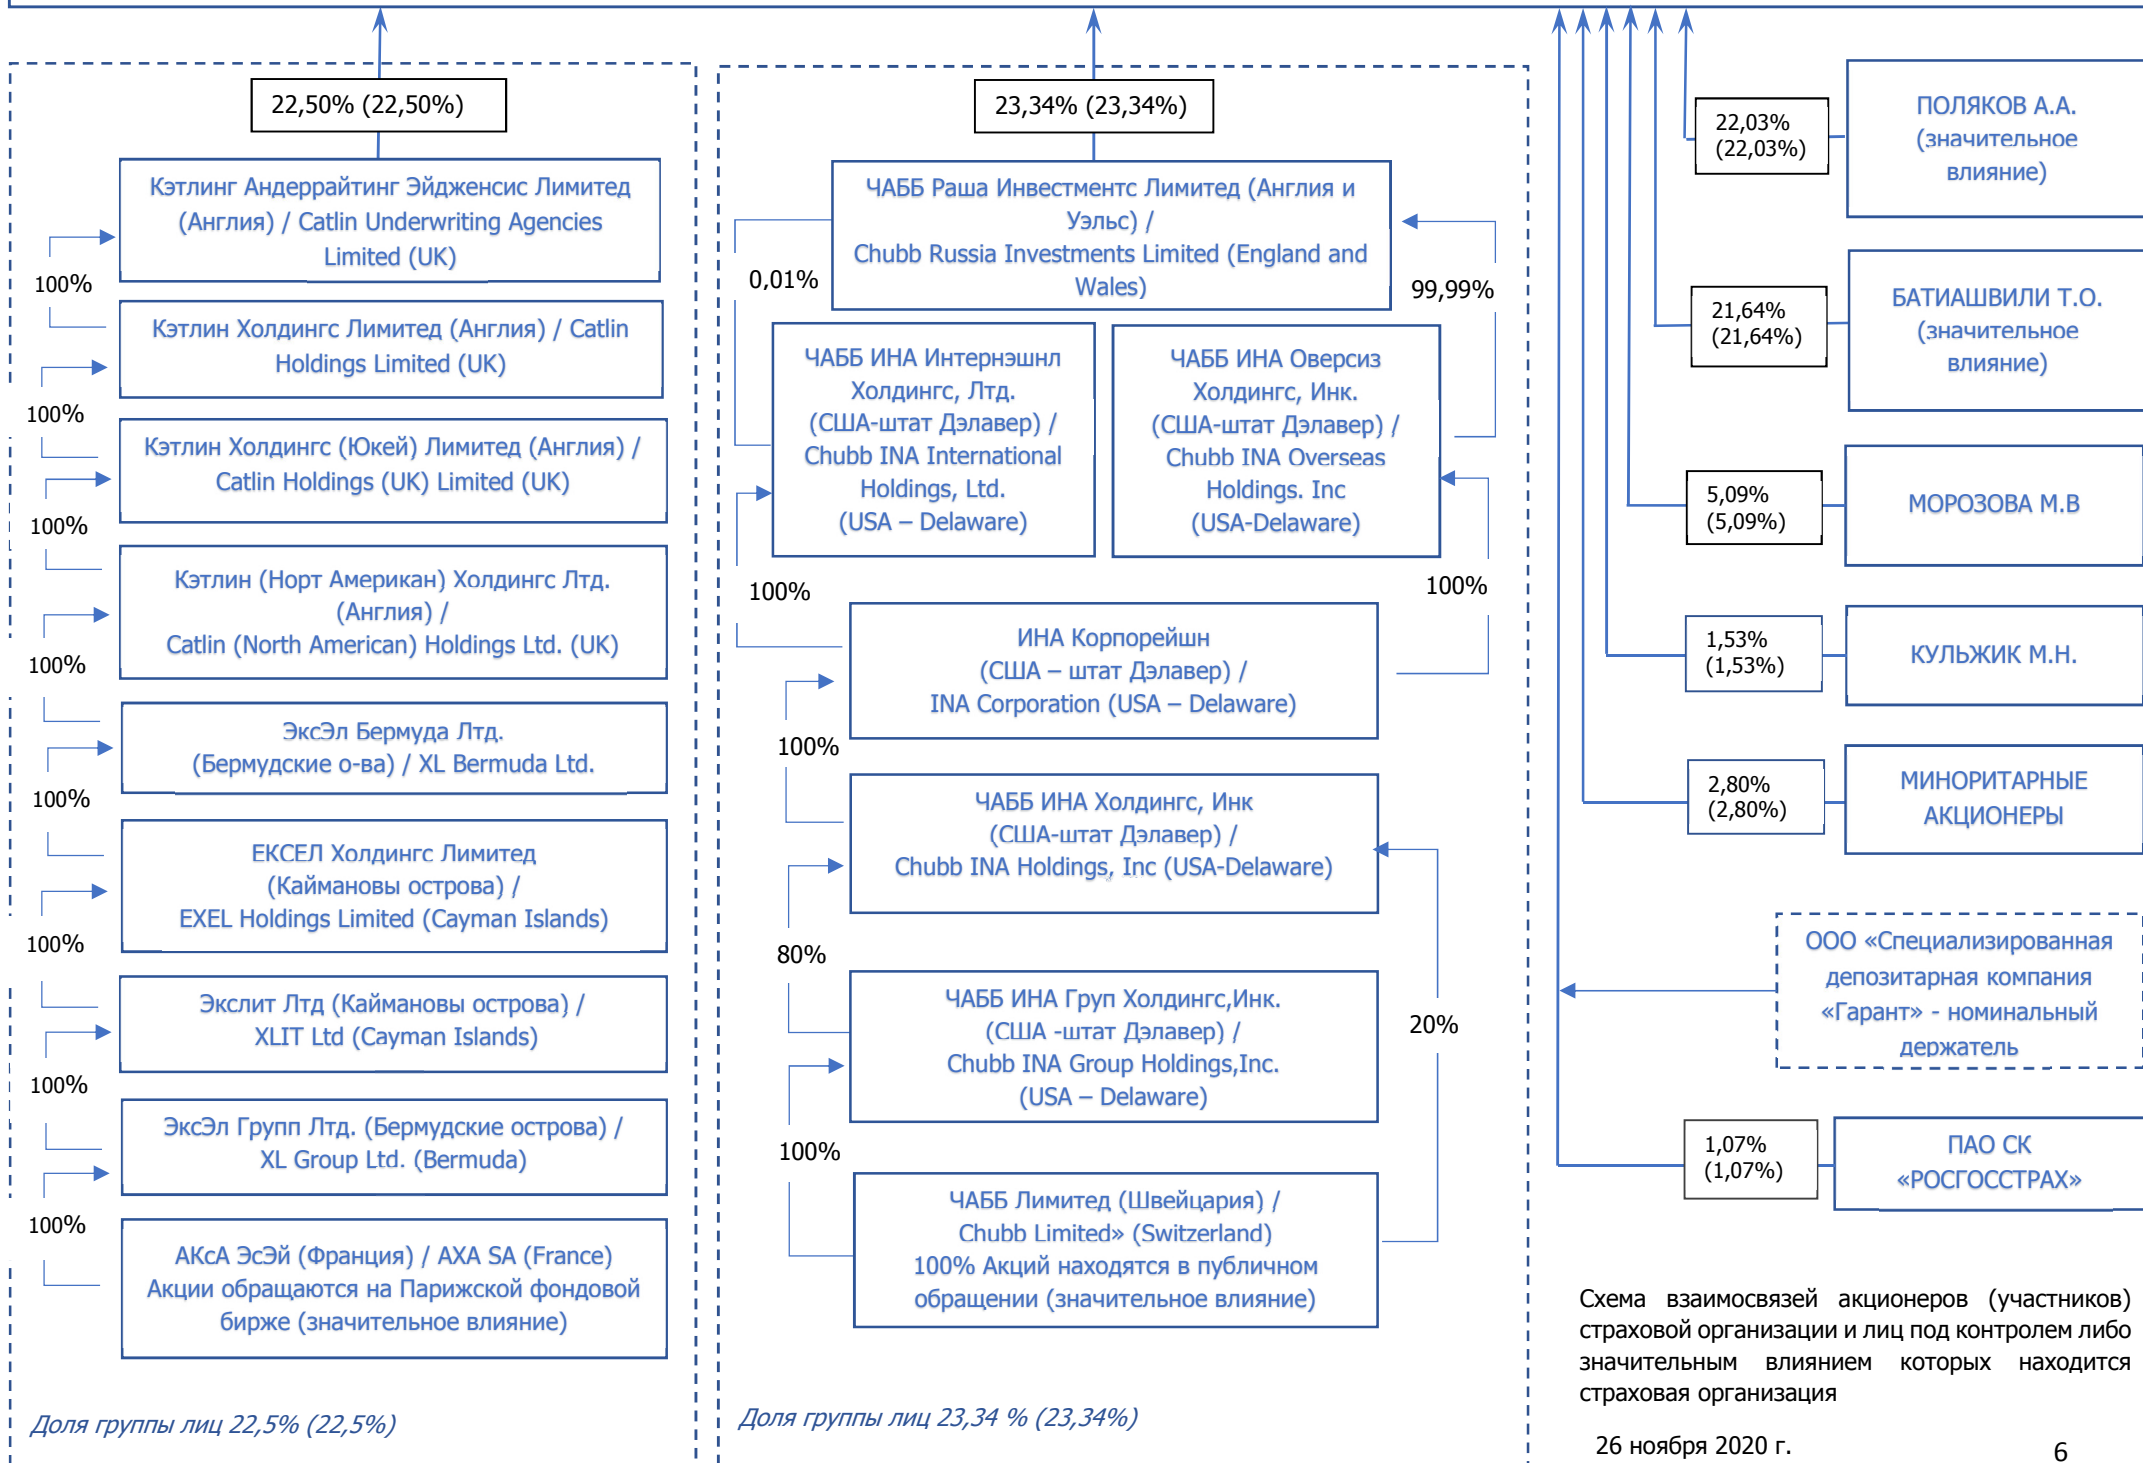 22,50% (22,50%)
Кэтлинг Андеррайтинг Эйдженсис Лимитед
(Англия) / Catlin Underwriting Agencies
Limited (UK)
100%
Кэтлин Холдингс Лимитед (Англия) / Catlin
Holdings Limited (UK)
100%
Кэтлин Холдингс (Юкей) Лимитед (Англия) /
Catlin Holdings (UK) Limited (UK)
100%
Кэтлин (Норт Американ) Холдингс Лтд.
(Англия) /
Catlin (North American) Holdings Ltd. (UK)
100%
ЭксЭл Бермуда Лтд.
(Бермудские о-ва) / XL Bermuda Ltd.
100%
ЕКСЕЛ Холдингс Лимитед
(Каймановы острова) /
EXEL Holdings Limited (Cayman Islands)
100%
Экслит Лтд (Каймановы острова) /
XLIT Ltd (Cayman Islands)
100%
ЭксЭл Групп Лтд. (Бермудские острова) /
XL Group Ltd. (Bermuda)
100%
АКсА ЭсЭй (Франция) / AXA SA (France)
Акции обращаются на Парижской фондовой
бирже (значительное влияние)
Доля группы лиц 22,5% (22,5%)
23,34% (23,34%)
ЧАББ Раша Инвестментс Лимитед (Англия и
Уэльс) /
Chubb Russia Investments Limited (England and
Wales)
0,01%
99,99%
ЧАББ ИНА Интернэшнл
Холдингс, Лтд.
(США-штат Дэлавер) /
Chubb INA International
Holdings, Ltd.
(USA – Delaware)
ЧАББ ИНА Оверсиз
Холдингс, Инк.
(США-штат Дэлавер) /
Chubb INA Overseas
Holdings. Inc
(USA-Delaware)
100%
100%
ИНА Корпорейшн
(США – штат Дэлавер) /
INA Corporation (USA – Delaware)
100%
ЧАББ ИНА Холдингс, Инк
(США-штат Дэлавер) /
Chubb INA Holdings, Inc (USA-Delaware)
80%
20%
ЧАББ ИНА Груп Холдингс,Инк.
(США -штат Дэлавер) /
Chubb INA Group Holdings,Inc.
(USA – Delaware)
100%
ЧАББ Лимитед (Швейцария) /
Chubb Limited» (Switzerland)
100% Акций находятся в публичном
обращении (значительное влияние)
Доля группы лиц 23,34 % (23,34%)
22,03%
(22,03%)
ПОЛЯКОВ А.А.
(значительное
влияние)
21,64%
(21,64%)
БАТИАШВИЛИ Т.О.
(значительное
влияние)
5,09%
(5,09%)
МОРОЗОВА М.В
1,53%
(1,53%)
КУЛЬЖИК М.Н.
2,80%
(2,80%)
МИНОРИТАРНЫЕ
АКЦИОНЕРЫ
ООО «Специализированная
депозитарная компания
«Гарант» - номинальный
держатель
1,07%
(1,07%)
ПАО СК
«РОСГОССТРАХ»
Схема взаимосвязей акционеров (участников)
страховой организации и лиц под контролем либо
значительным влиянием которых находится
страховая организация
26 ноября 2020 г.
6